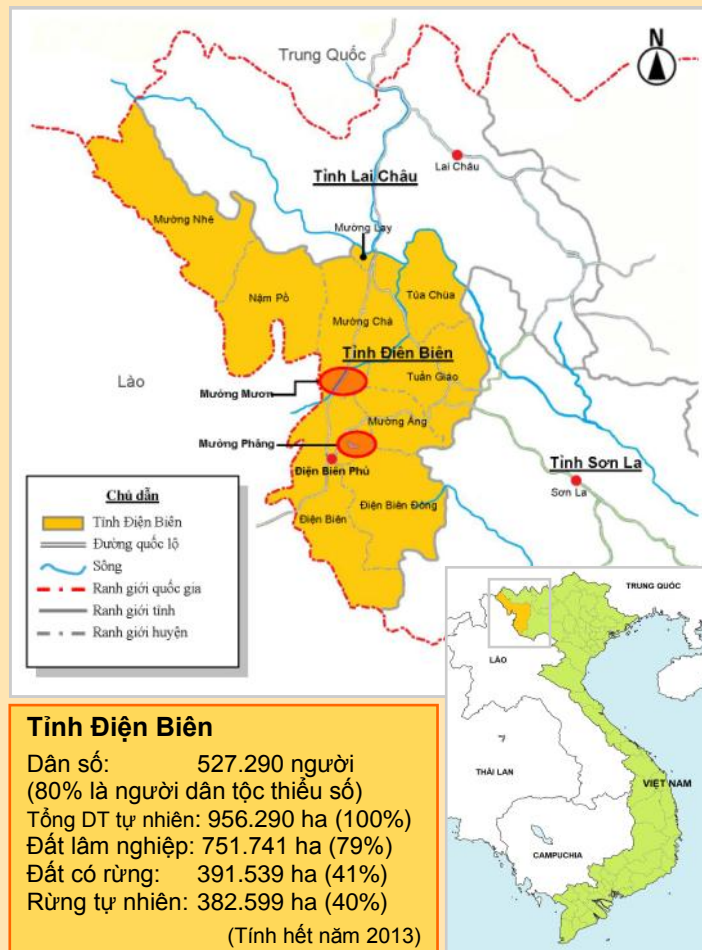 N
Trung Quốc
Lai Châu
Tỉnh Lai Châu
Mường Nhé
Mường Lay
Tủa Chùa
Nậm Pồ
Mường Chà
Tỉnh Điện Biên
Lào
Tuần Giáo
Mường Mươn
Mường Ảng
Mường Phăng
Điện Biên Phủ
Tỉnh Sơn La
Sơn La
Điện Biên
Điện Biên Đông
Chú dẫn
Tỉnh Điện Biên
Đường quốc lộ
Sông
Ranh giới quốc gia
Ranh giới tỉnh
Ranh giới huyện
TRUNG QUỐC
LÀO
THÁI LAN
VIỆT NAM
CAMPUCHIA
Tỉnh Điện Biên
Dân số: 527.290 người
(80% là người dân tộc thiểu số)
Tổng DT tự nhiên: 956.290 ha (100%)
Đất lâm nghiệp: 751.741 ha (79%)
Đất có rừng: 391.539 ha (41%)
Rừng tự nhiên: 382.599 ha (40%)
(Tính hết năm 2013)